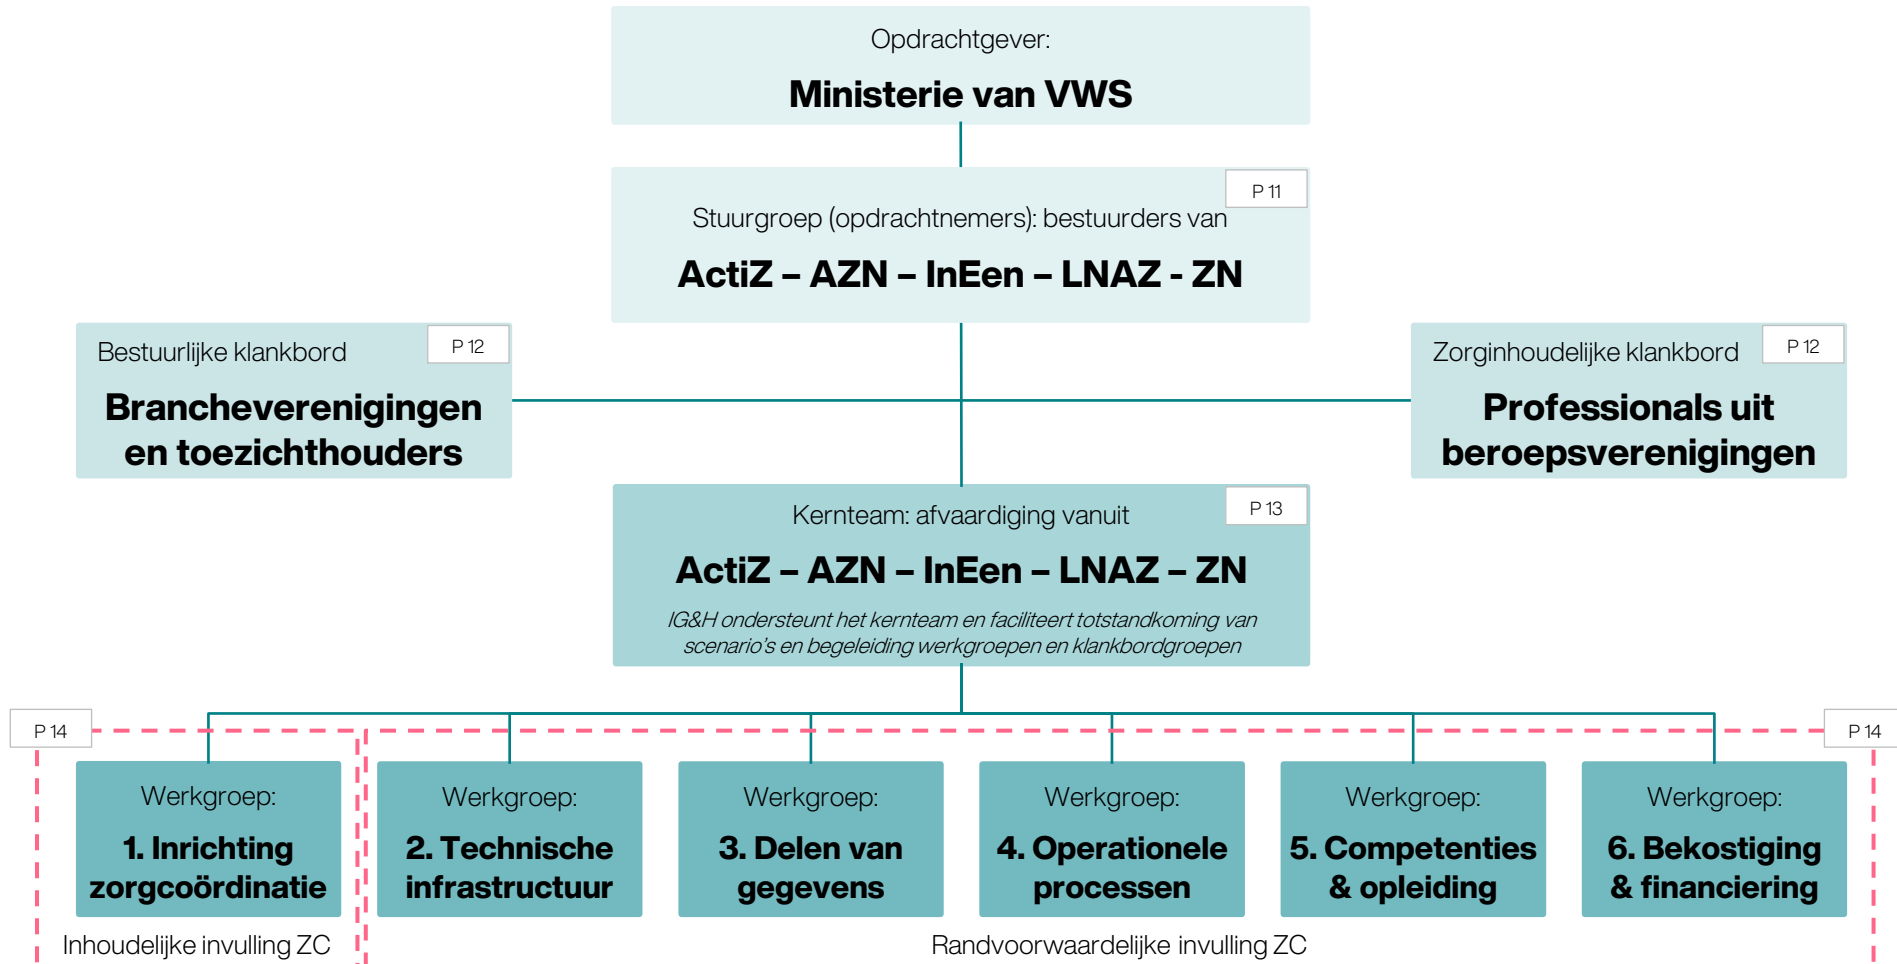 Opdrachtgever:
Ministerie van VWS
P 11
Stuurgroep (opdrachtnemers): bestuurders van
ActiZ – AZN – InEen – LNAZ - ZN
Bestuurlijke klankbord
P 12
Brancheverenigingen
en toezichthouders
Zorginhoudelijke klankbord
P 12
Professionals uit
beroepsverenigingen
Kernteam: afvaardiging vanuit
P 13
ActiZ – AZN – InEen – LNAZ – ZN
IG&H ondersteunt het kernteam en faciliteert totstandkoming van
scenario's en begeleiding werkgroepen en klankbordgroepen
P 14
P 14
Werkgroep:
1. Inrichting
zorgcoördinatie
Werkgroep:
2. Technische
infrastructuur
Werkgroep:
3. Delen van
gegevens
Werkgroep:
4. Operationele
processen
Werkgroep:
5. Competenties
& opleiding
Werkgroep:
6. Bekostiging
& financiering
Inhoudelijke invulling ZC
Randvoorwaardelijke invulling ZC